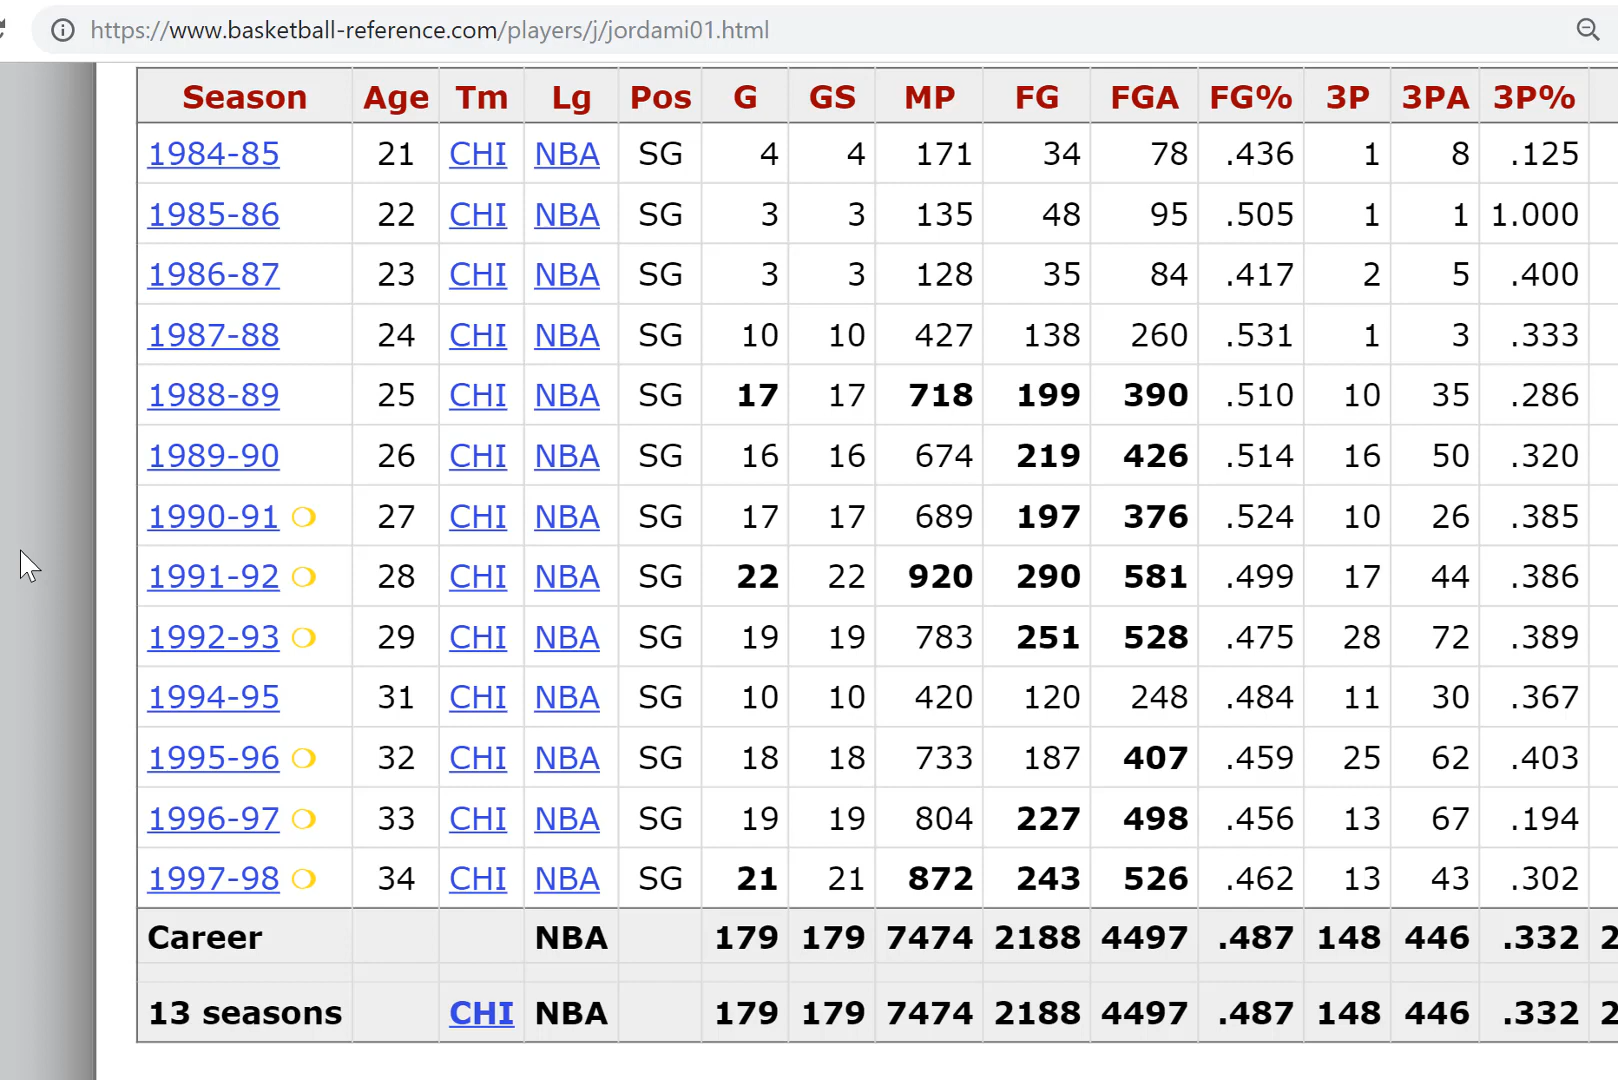 https://www.basketball-reference.com/players/j/jordami01.html
Season Age Tm Lg Pos G GS MP FG FGA FG% 3P 3PA 3P%
1984-85 21 CHI NBA SG 4 4 171 34 78 .436 1 8 .125
1985-86 22 CHI NBA SG 3 3 135 48 95 .505 1 1 1.000
1986-87 23 CHI NBA SG 3 3 128 35 84 .417 2 5 .400
1987-88 24 CHI NBA SG 10 10 427 138 260 .531 1 3 .333
1988-89 25 CHI NBA SG 17 17 718 199 390 .510 10 35 .286
1989-90 26 CHI NBA SG 16 16 674 219 426 .514 16 50 .320
1990-91 27 CHI NBA SG 17 17 689 197 376 .524 10 26 .385
1991-92 28 CHI NBA SG 22 22 920 290 581 .499 17 44 .386
1992-93 29 CHI NBA SG 19 19 783 251 528 .475 28 72 .389
1994-95 31 CHI NBA SG 10 10 420 120 248 .484 11 30 .367
1995-96 32 CHI NBA SG 18 18 733 187 407 .459 25 62 .403
1996-97 33 CHI NBA SG 19 19 804 227 498 .456 13 67 .194
1997-98 34 CHI NBA SG 21 21 872 243 526 .462 13 43 .302
Career NBA 179 179 7474 2188 4497 .487 148 446 .332
13 seasons CHI NBA 179 179 7474 2188 4497 .487 148 446 .332